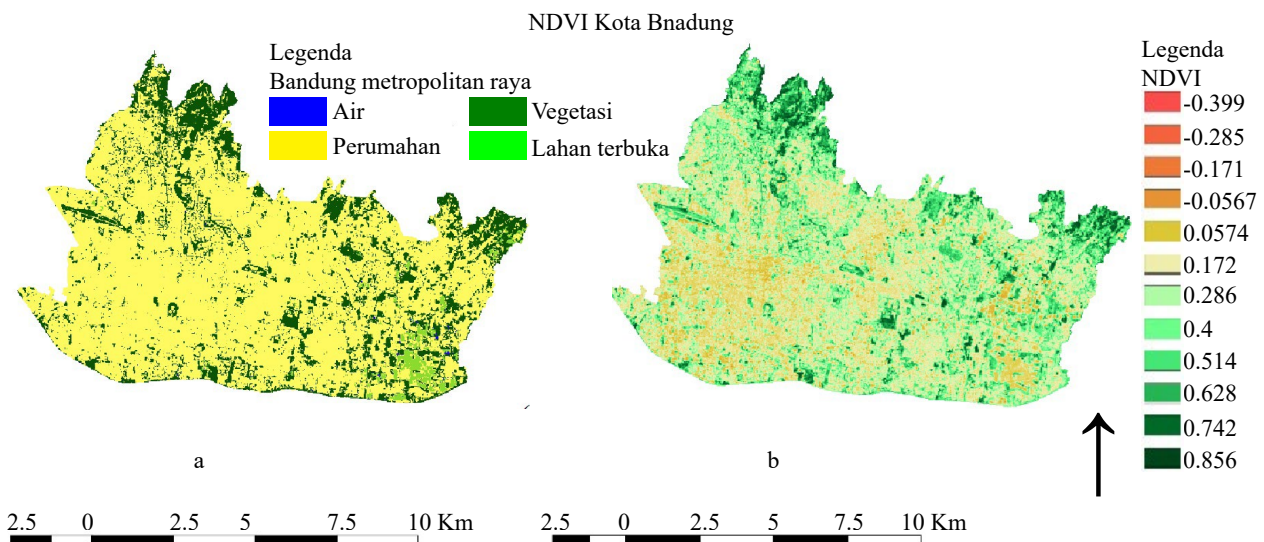 NDVI Kota Bnadung
Legenda
Bandung metropolitan raya
Air
Vegetasi
Perumahan
Lahan terbuka
Legenda
NDVI
-0.399
-0.285
-0.171
-0.0567
0.0574
0.172
0.286
0.4
0.514
0.628
0.742
0.856
a
b
2.5 0 2.5 5 7.5 10 Km
2.5 0 2.5 5 7.5 10 Km